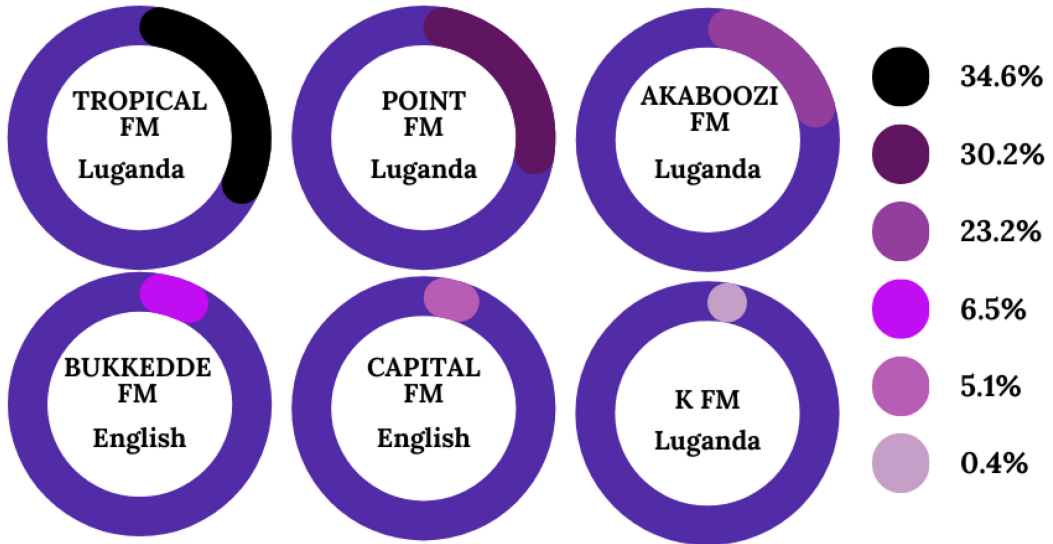 TROPICAL
FM
Luganda
POINT
FM
Luganda
AKABOOZI
FM
Luganda
BUKKEDDE
FM
English
CAPITAL
FM
English
K FM
Luganda
34.6%
30.2%
23.2%
6.5%
5.1%
0.4%